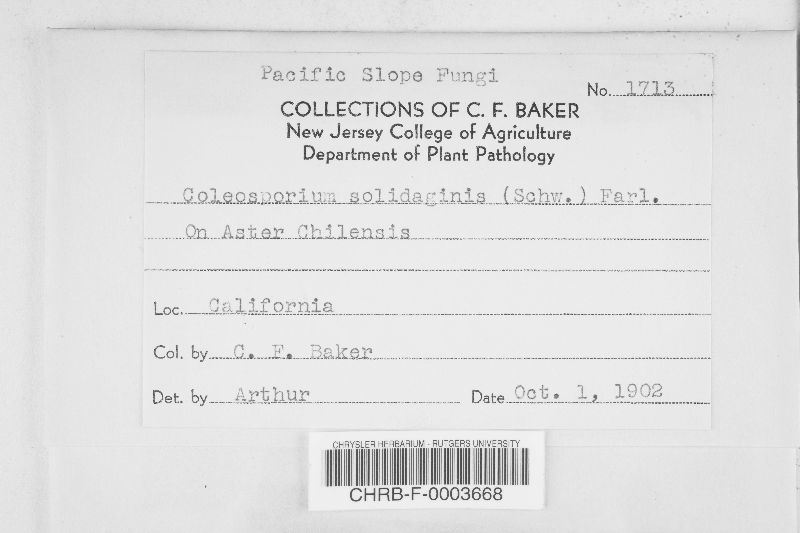 Pacific Slope Fungi
No. 1713
COLLECTIONS OF C. F. BAKER
New Jersey College of Agriculture
Department of Plant Pathology
Coleosporium solidaginis (Schw.) Farl.
On Aster Chilensis
Loc. California
Col. by C. F. Baker
Det. by Arthur Date Oct. 1, 1902
CHRYSLER HERBARIUM - RUTGERS UNIVERSITY
CHRB-F-0003668